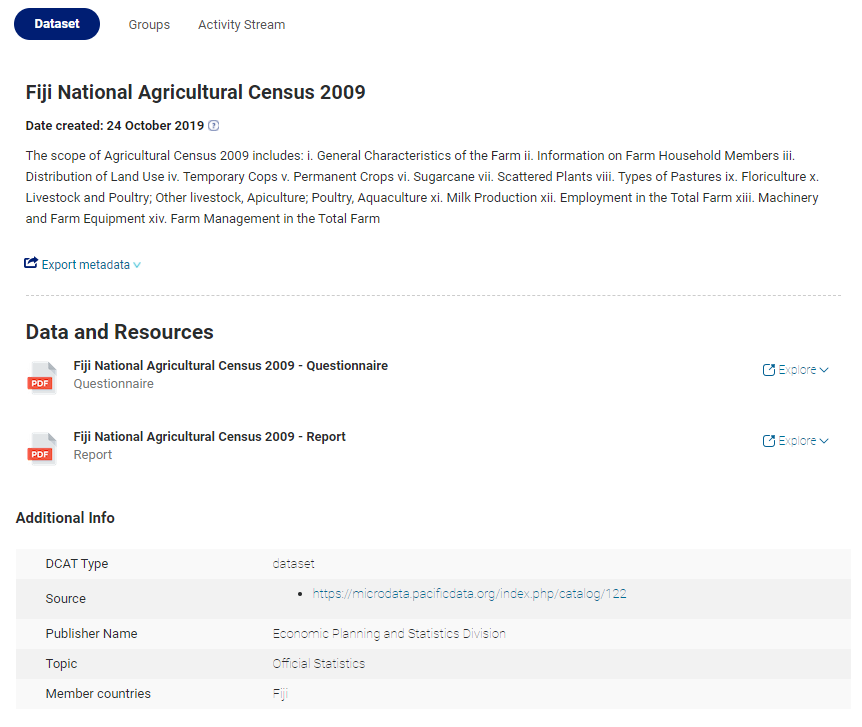 Dataset Groups Activity Stream
Fiji National Agricultural Census 2009
Date created: 24 October 2019 ?
The scope of Agricultural Census 2009 includes: i. General Characteristics of the Farm ii. Information on Farm Household Members iii.
Distribution of Land Use iv. Temporary Cops v. Permanent Crops vi. Sugarcane vii. Scattered Plants viii. Types of Pastures ix. Floriculture x.
Livestock and Poultry; Other livestock, Apiculture; Poultry, Aquaculture xi. Milk Production xii. Employment in the Total Farm xiii. Machinery
and Farm Equipment xiv. Farm Management in the Total Farm
Export metadata
Data and Resources
PDF Fiji National Agricultural Census 2009 - Questionnaire Explore
Questionnaire
PDF Fiji National Agricultural Census 2009 - Report Explore
Report
Additional Info
DCAT Type dataset
Source • https://microdata.pacificdata.org/index.php/catalog/122
Publisher Name Economic Planning and Statistics Division
Topic Official Statistics
Member countries Fiji